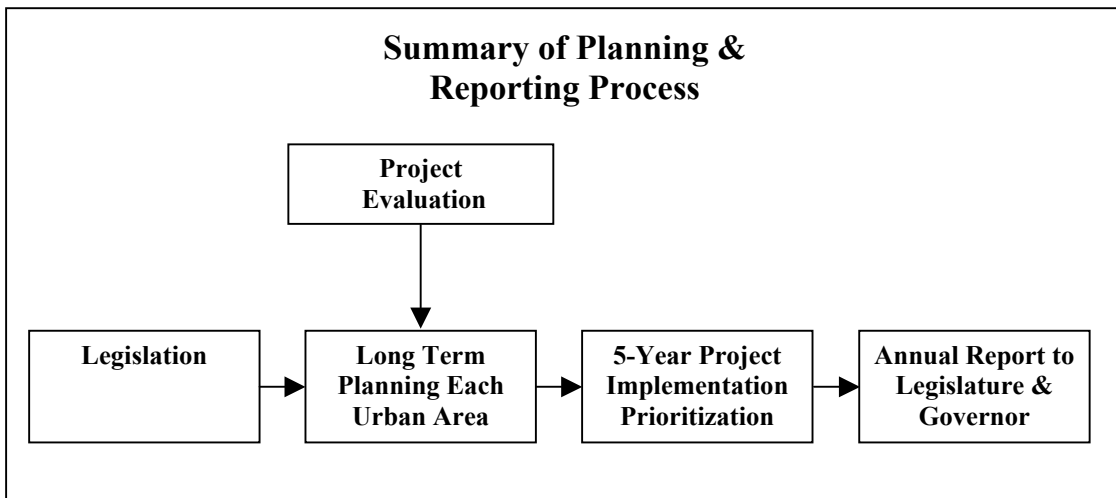 Summary of Planning &
Reporting Process
Project
Evaluation
Legislation
Long Term
Planning Each
Urban Area
5-Year Project
Implementation
Prioritization
Annual Report to
Legislature &
Governor